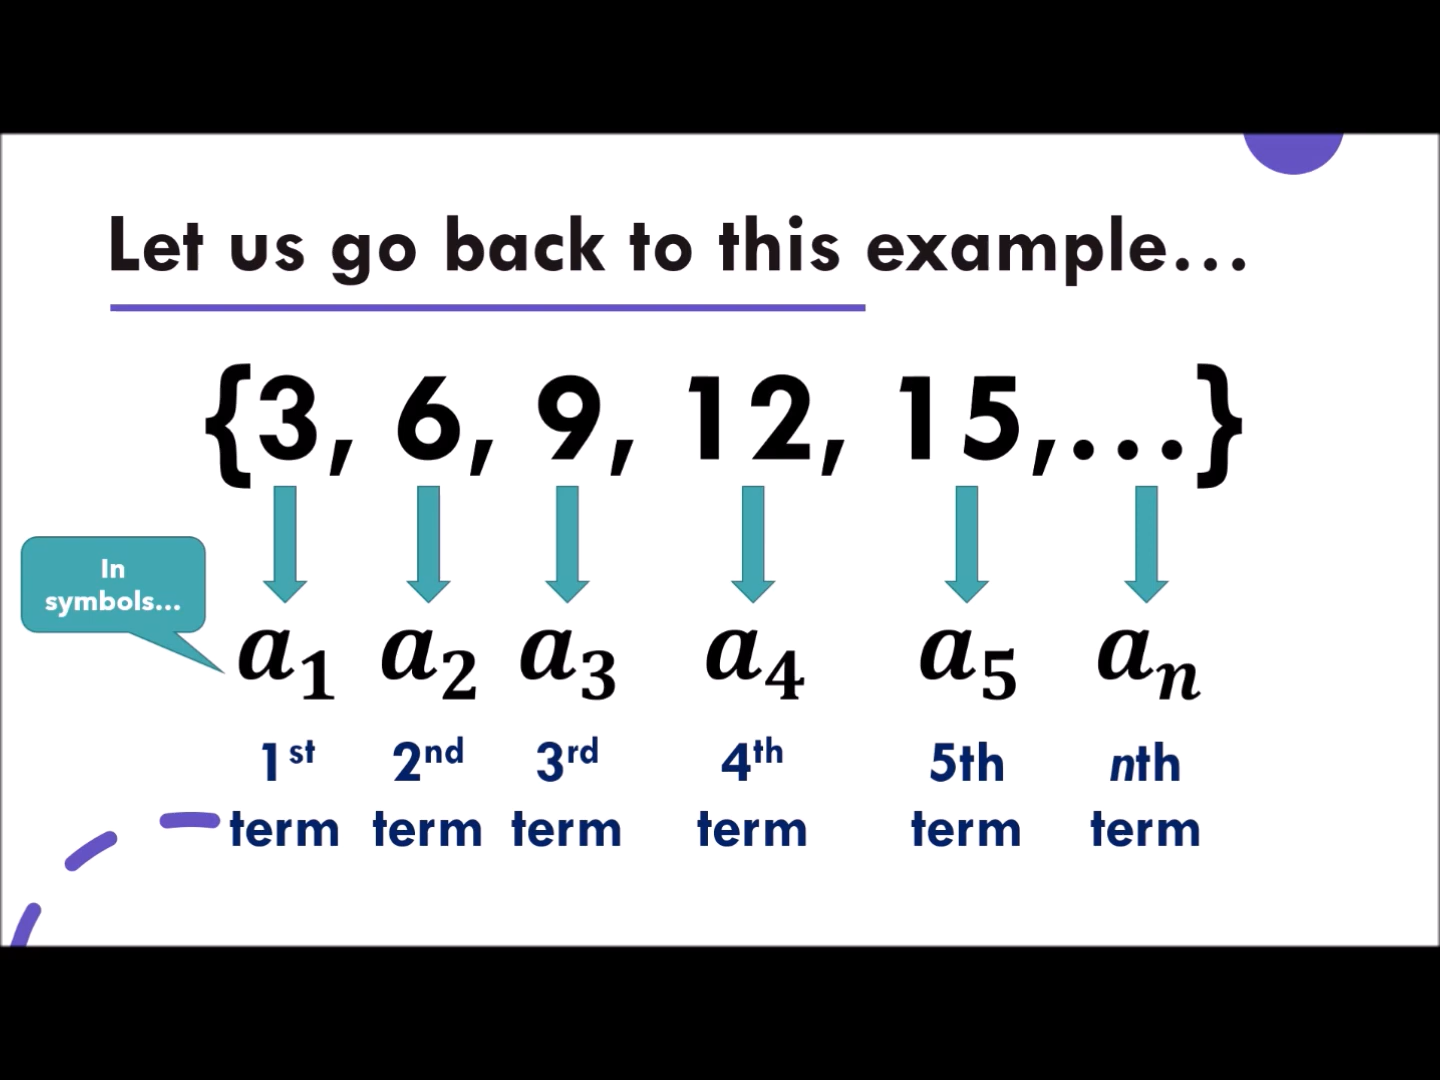 Let us go back to this example...
{3, 6, 9, 12, 15,...}
In
symbols...
a₁ a₂ a₃ a₄ a₅ aₙ
1st 2nd 3rd 4th 5th nth
term term term term term term